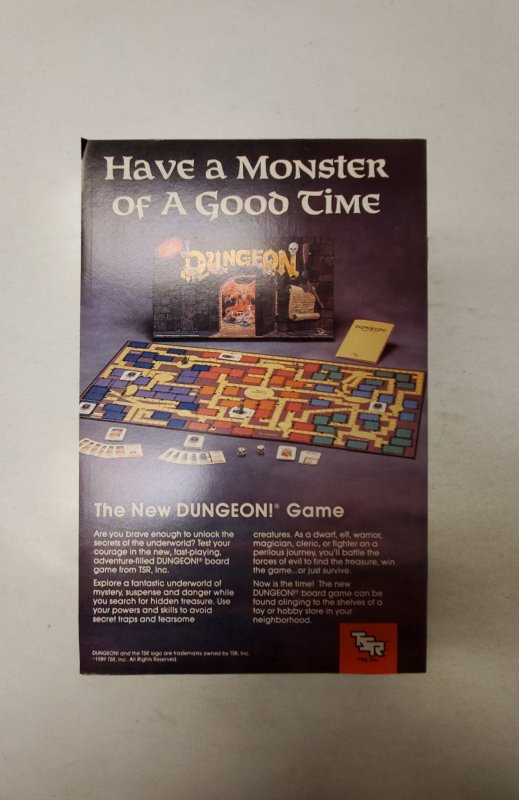 Have a Monster
of A Good Time
DUNGEON
DUNGEON!
The New DUNGEON!® Game
Are you brave enough to unlock the
secrets of the underworld? Test your
courage in the new, fast-playing,
adventure-filled DUNGEON!® board
game from TSR, Inc.
Explore a fantastic underworld of
mystery, suspense and danger while
you search for hidden treasure. Use
your powers and skills to avoid
secret traps and fearsome
creatures. As a dwarf, elf, warrior,
magician, cleric, or fighter on a
perilous journey, you'll battle the
forces of evil to find the treasure, win
the game...or just survive.
Now is the time! The new
DUNGEON!® board game can be
found clinging to the shelves of a
toy or hobby store in your
neighborhood.
DUNGEON! and the TSR logo are trademarks owned by TSR, Inc.
©1989 TSR, Inc. All Rights Reserved.
TSR
TSR, Inc.